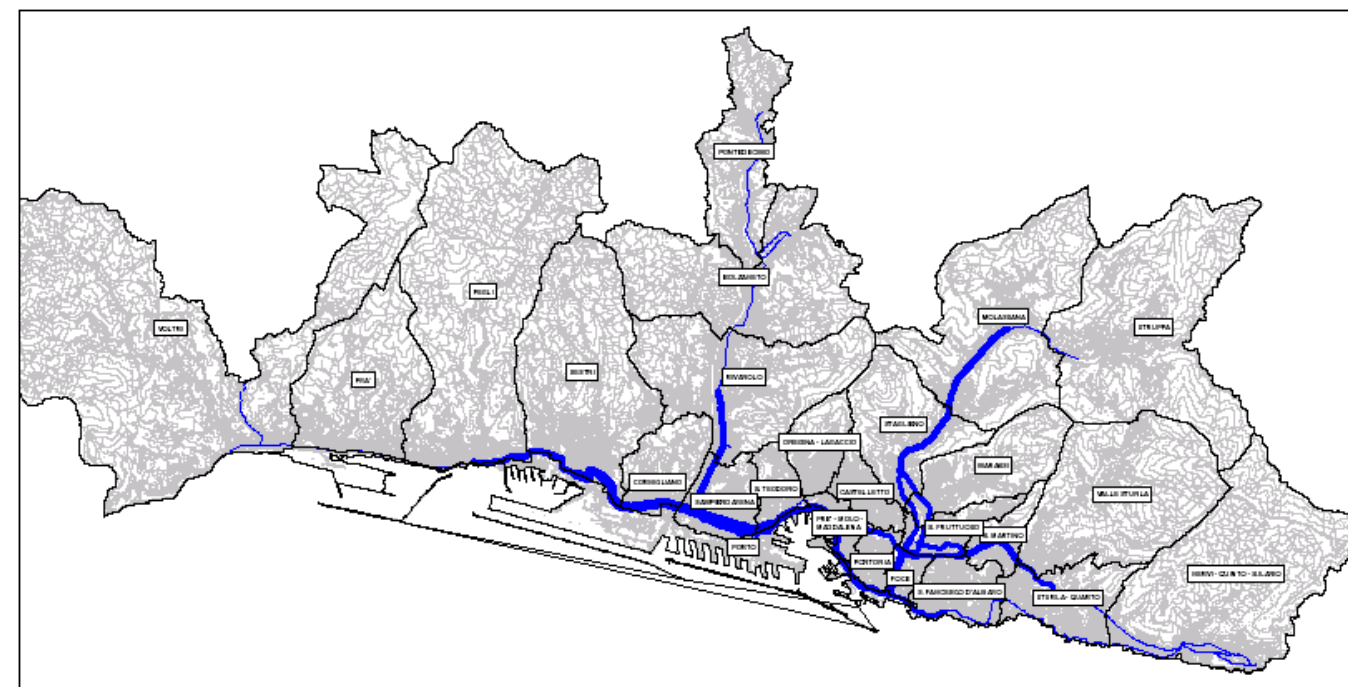 PONTEDECIMO
BOLZANETO
PEGLI
VOLTRI
PRA'
SESTRI
RIVAROLO
MOLASSANA
STRUPPA
STAGLIENO
OREGINA - LAGACCIO
MARASSI
CORNIGLIANO
S. TEODORO
CASTELLETTO
VALLE STURLA
SAMPIERDARENA
PRE' - MOLO -
MADDALENA
S. FRUTTUOSO
S. MARTINO
PORTO
PORTORIA
FOCE
S. FRANCESCO D'ALBARO
STURLA - QUARTO
NERVI - QUINTO - S.ILARIO